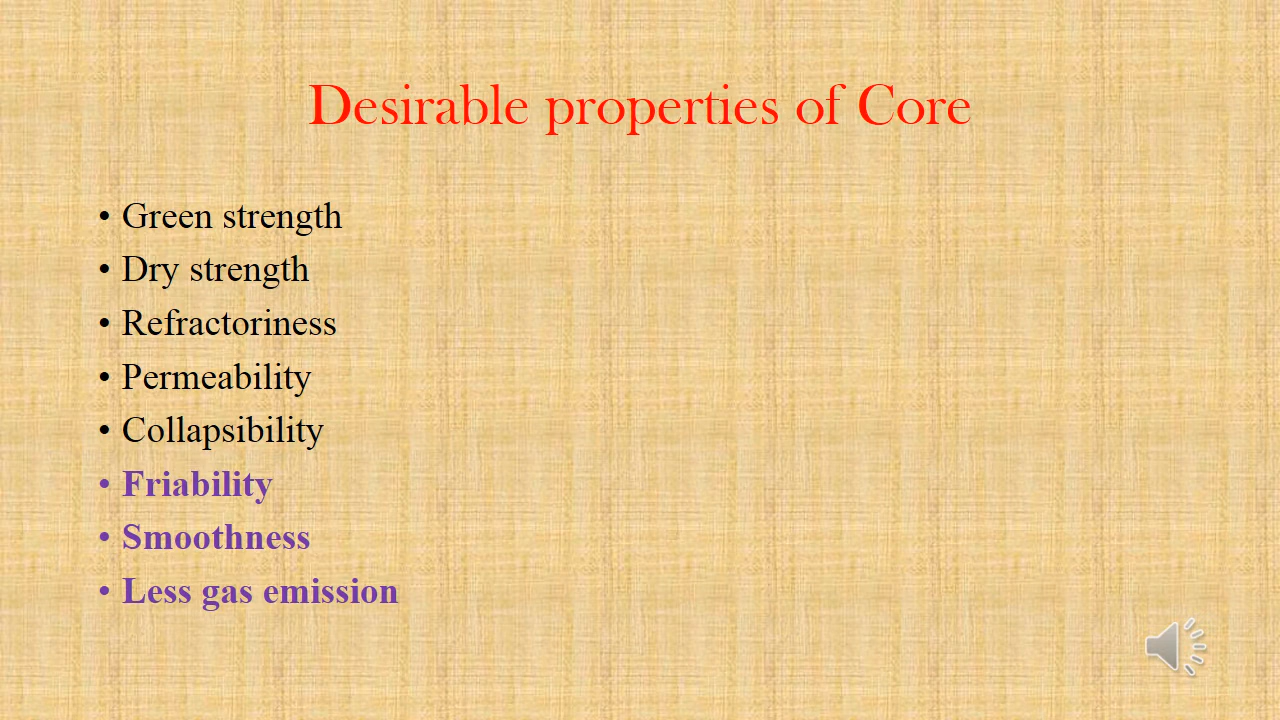 Desirable properties of Core
• Green strength
• Dry strength
• Refractoriness
• Permeability
• Collapsibility
• Friability
• Smoothness
• Less gas emission